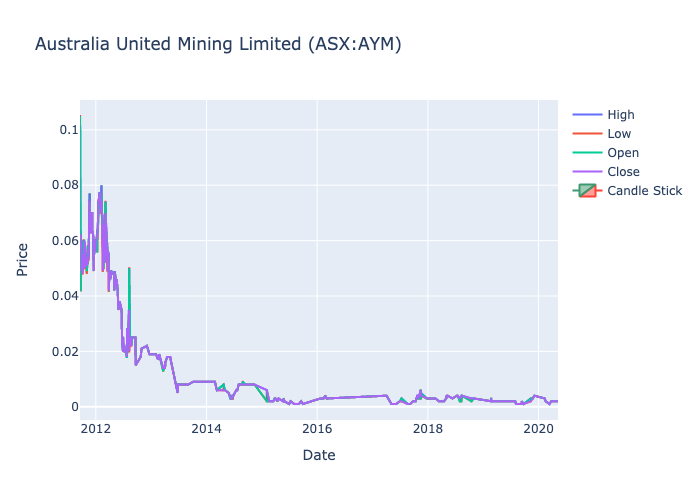 Australia United Mining Limited (ASX:AYM)
High
Low
Open
Close
Candle Stick
0.1
0.08
0.06
0.04
0.02
0
Price
2012
2014
2016
2018
2020
Date